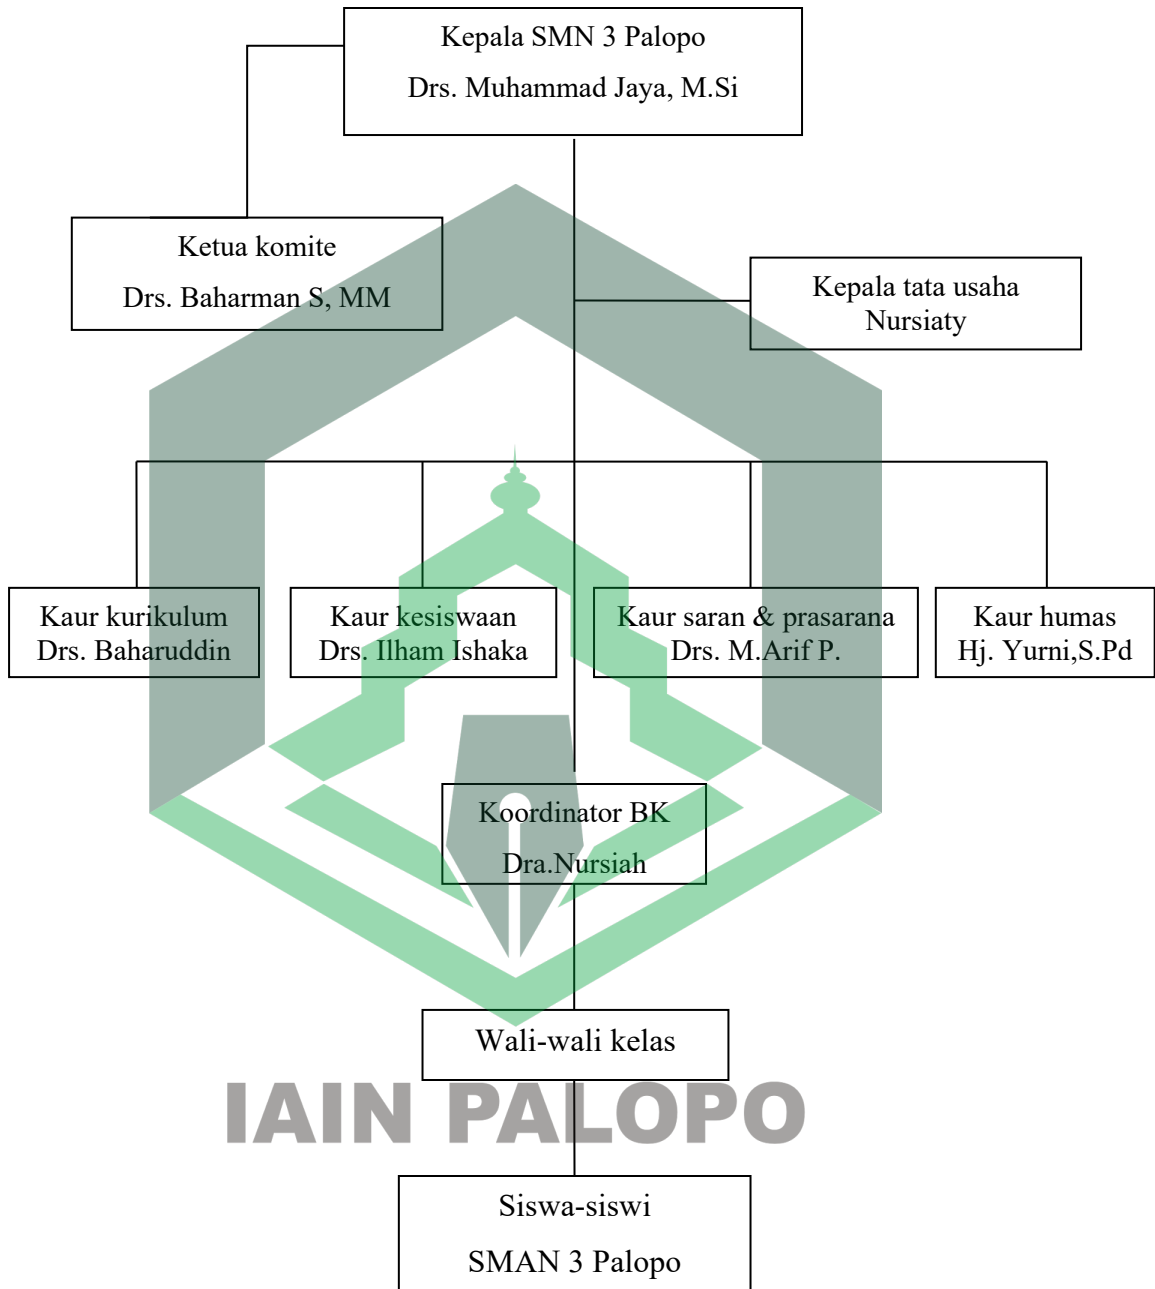 Kepala SMN 3 Palopo
Drs. Muhammad Jaya, M.Si
Ketua komite
Drs. Baharman S, MM
Kepala tata usaha
Nursiaty
Kaur kurikulum
Drs. Baharuddin
Kaur kesiswaan
Drs. Ilham Ishaka
Kaur saran & prasarana
Drs. M.Arif P.
Kaur humas
Hj. Yurni,S.Pd
Koordinator BK
Dra.Nursiah
Wali-wali kelas
IAIN PALOPO
Siswa-siswi
SMAN 3 Palopo